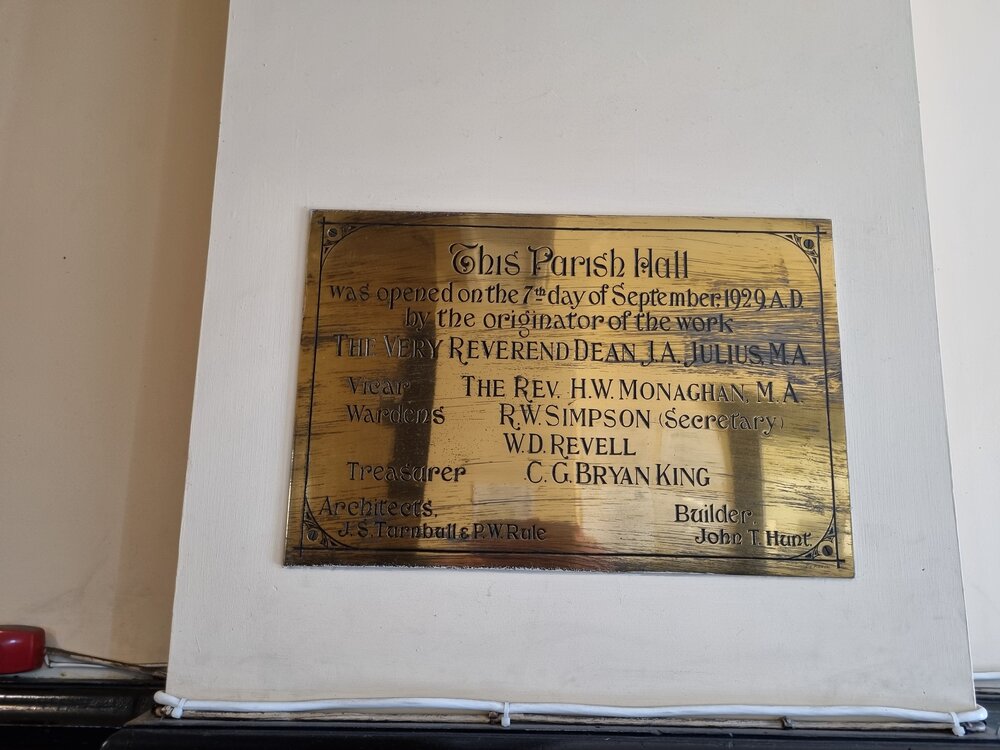 This Parish Hall
was opened on the 7th day of September, 1929 A.D.
by the originator of the work
THE VERY REVEREND DEAN J.A. JULIUS, M.A.
Vicar THE REV. H.W. MONAGHAN, M.A.
Wardens R.W. SIMPSON (Secretary)
W.D. REVELL
Treasurer C.G. BRYAN KING
Architects,
J.S. Turnbull & P.W. Rule
Builder,
John T. Hunt.